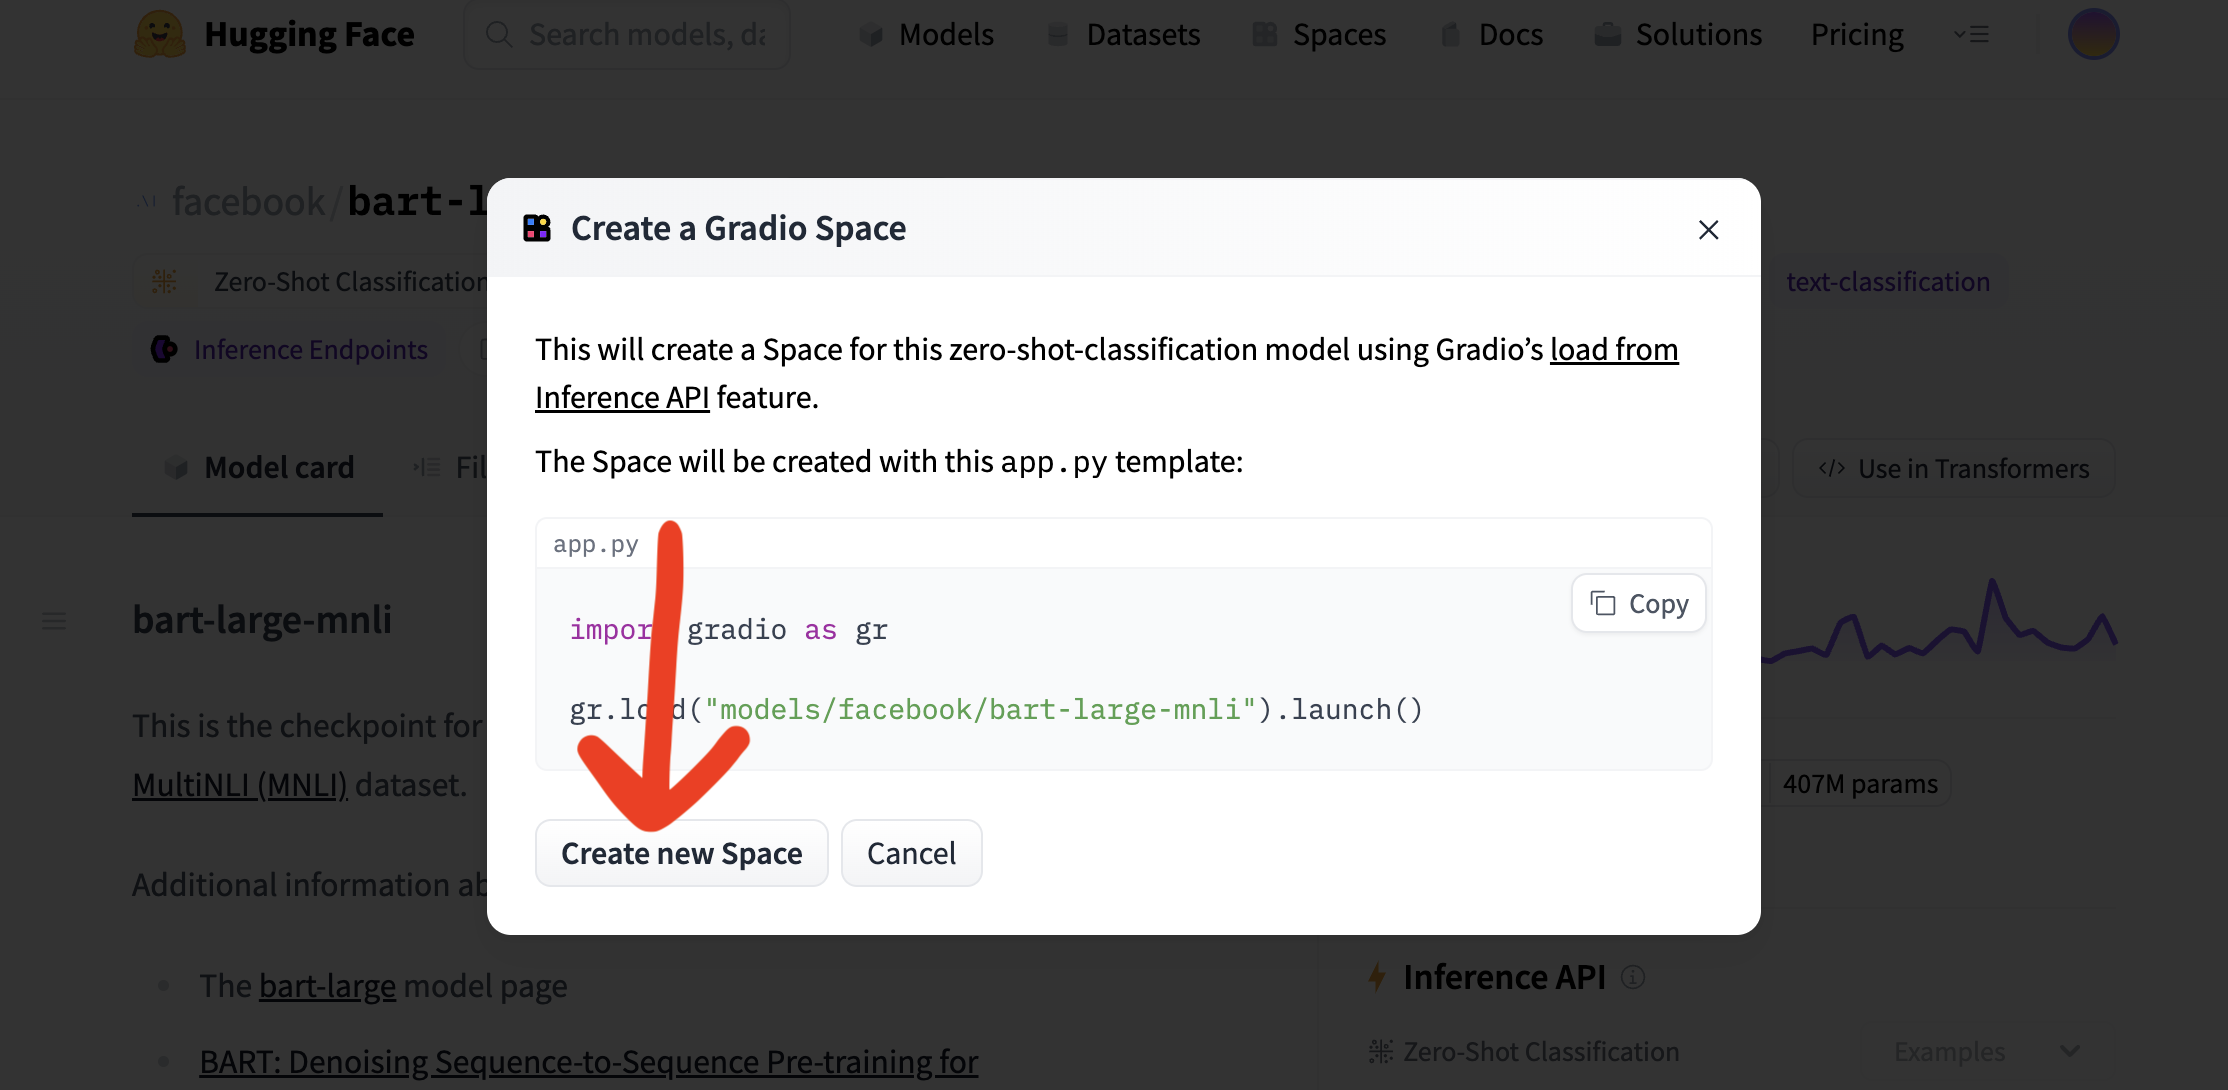 Hugging Face
Search models, da
Models
Datasets
Spaces
Docs
Solutions
Pricing
facebook/bart-l
Zero-Shot Classification
text-classification
Inference Endpoints
Model card
Fil
Use in Transformers
Create a Gradio Space
This will create a Space for this zero-shot-classification model using Gradio’s load from
Inference API feature.
The Space will be created with this app.py template:
app.py
Copy
impor gradio as gr
gr.load("models/facebook/bart-large-mnli").launch()
Create new Space
Cancel
bart-large-mnli
This is the checkpoint for
MultiNLI (MNLI) dataset.
Additional information ab
The bart-large model page
BART: Denoising Sequence-to-Sequence Pre-training for
407M params
Inference API
Zero-Shot Classification
Examples